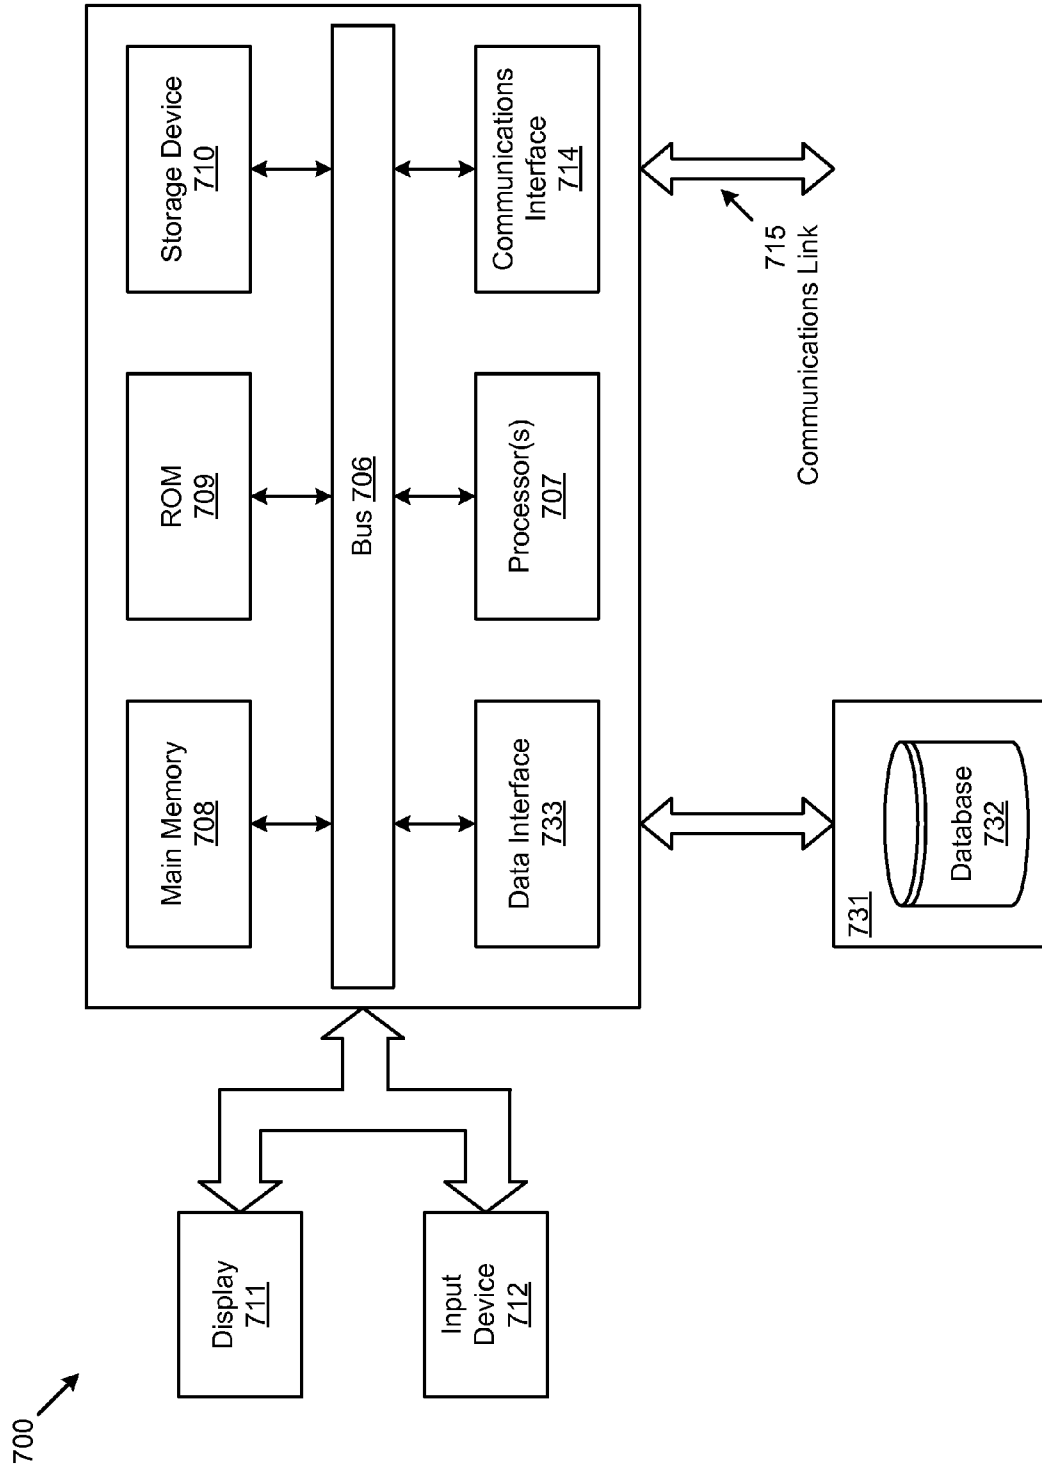 700
Display
711
Input
Device
712
Main Memory
708
ROM
709
Storage Device
710
Bus 706
Data Interface
733
Processor(s)
707
Communications
Interface
714
715
Communications Link
731
Database
732